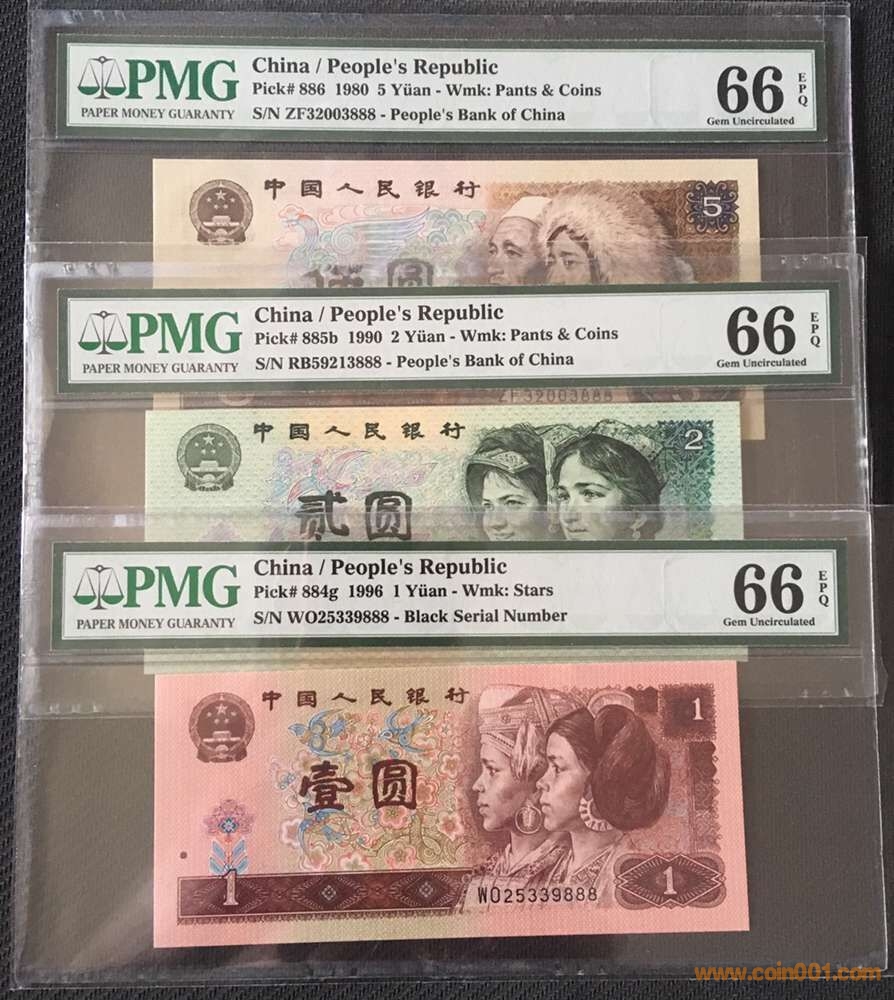 PMG
PAPER MONEY GUARANTY
China / People's Republic
Pick# 886 1980 5 Yüan - Wmk: Pants & Coins
S/N ZF32003888 - People's Bank of China
66
EPQ
Gem Uncirculated
中国人民银行
5
伍圆
PMG
PAPER MONEY GUARANTY
China / People's Republic
Pick# 885b 1990 2 Yüan - Wmk: Pants & Coins
S/N RB59213888 - People's Bank of China
66
EPQ
Gem Uncirculated
ZF32003888
中国人民银行
2
贰圆
PMG
PAPER MONEY GUARANTY
China / People's Republic
Pick# 884g 1996 1 Yüan - Wmk: Stars
S/N WO25339888 - Black Serial Number
66
EPQ
Gem Uncirculated
中国人民银行
1
壹圆
1
WO25339888
1
www.coin001.com